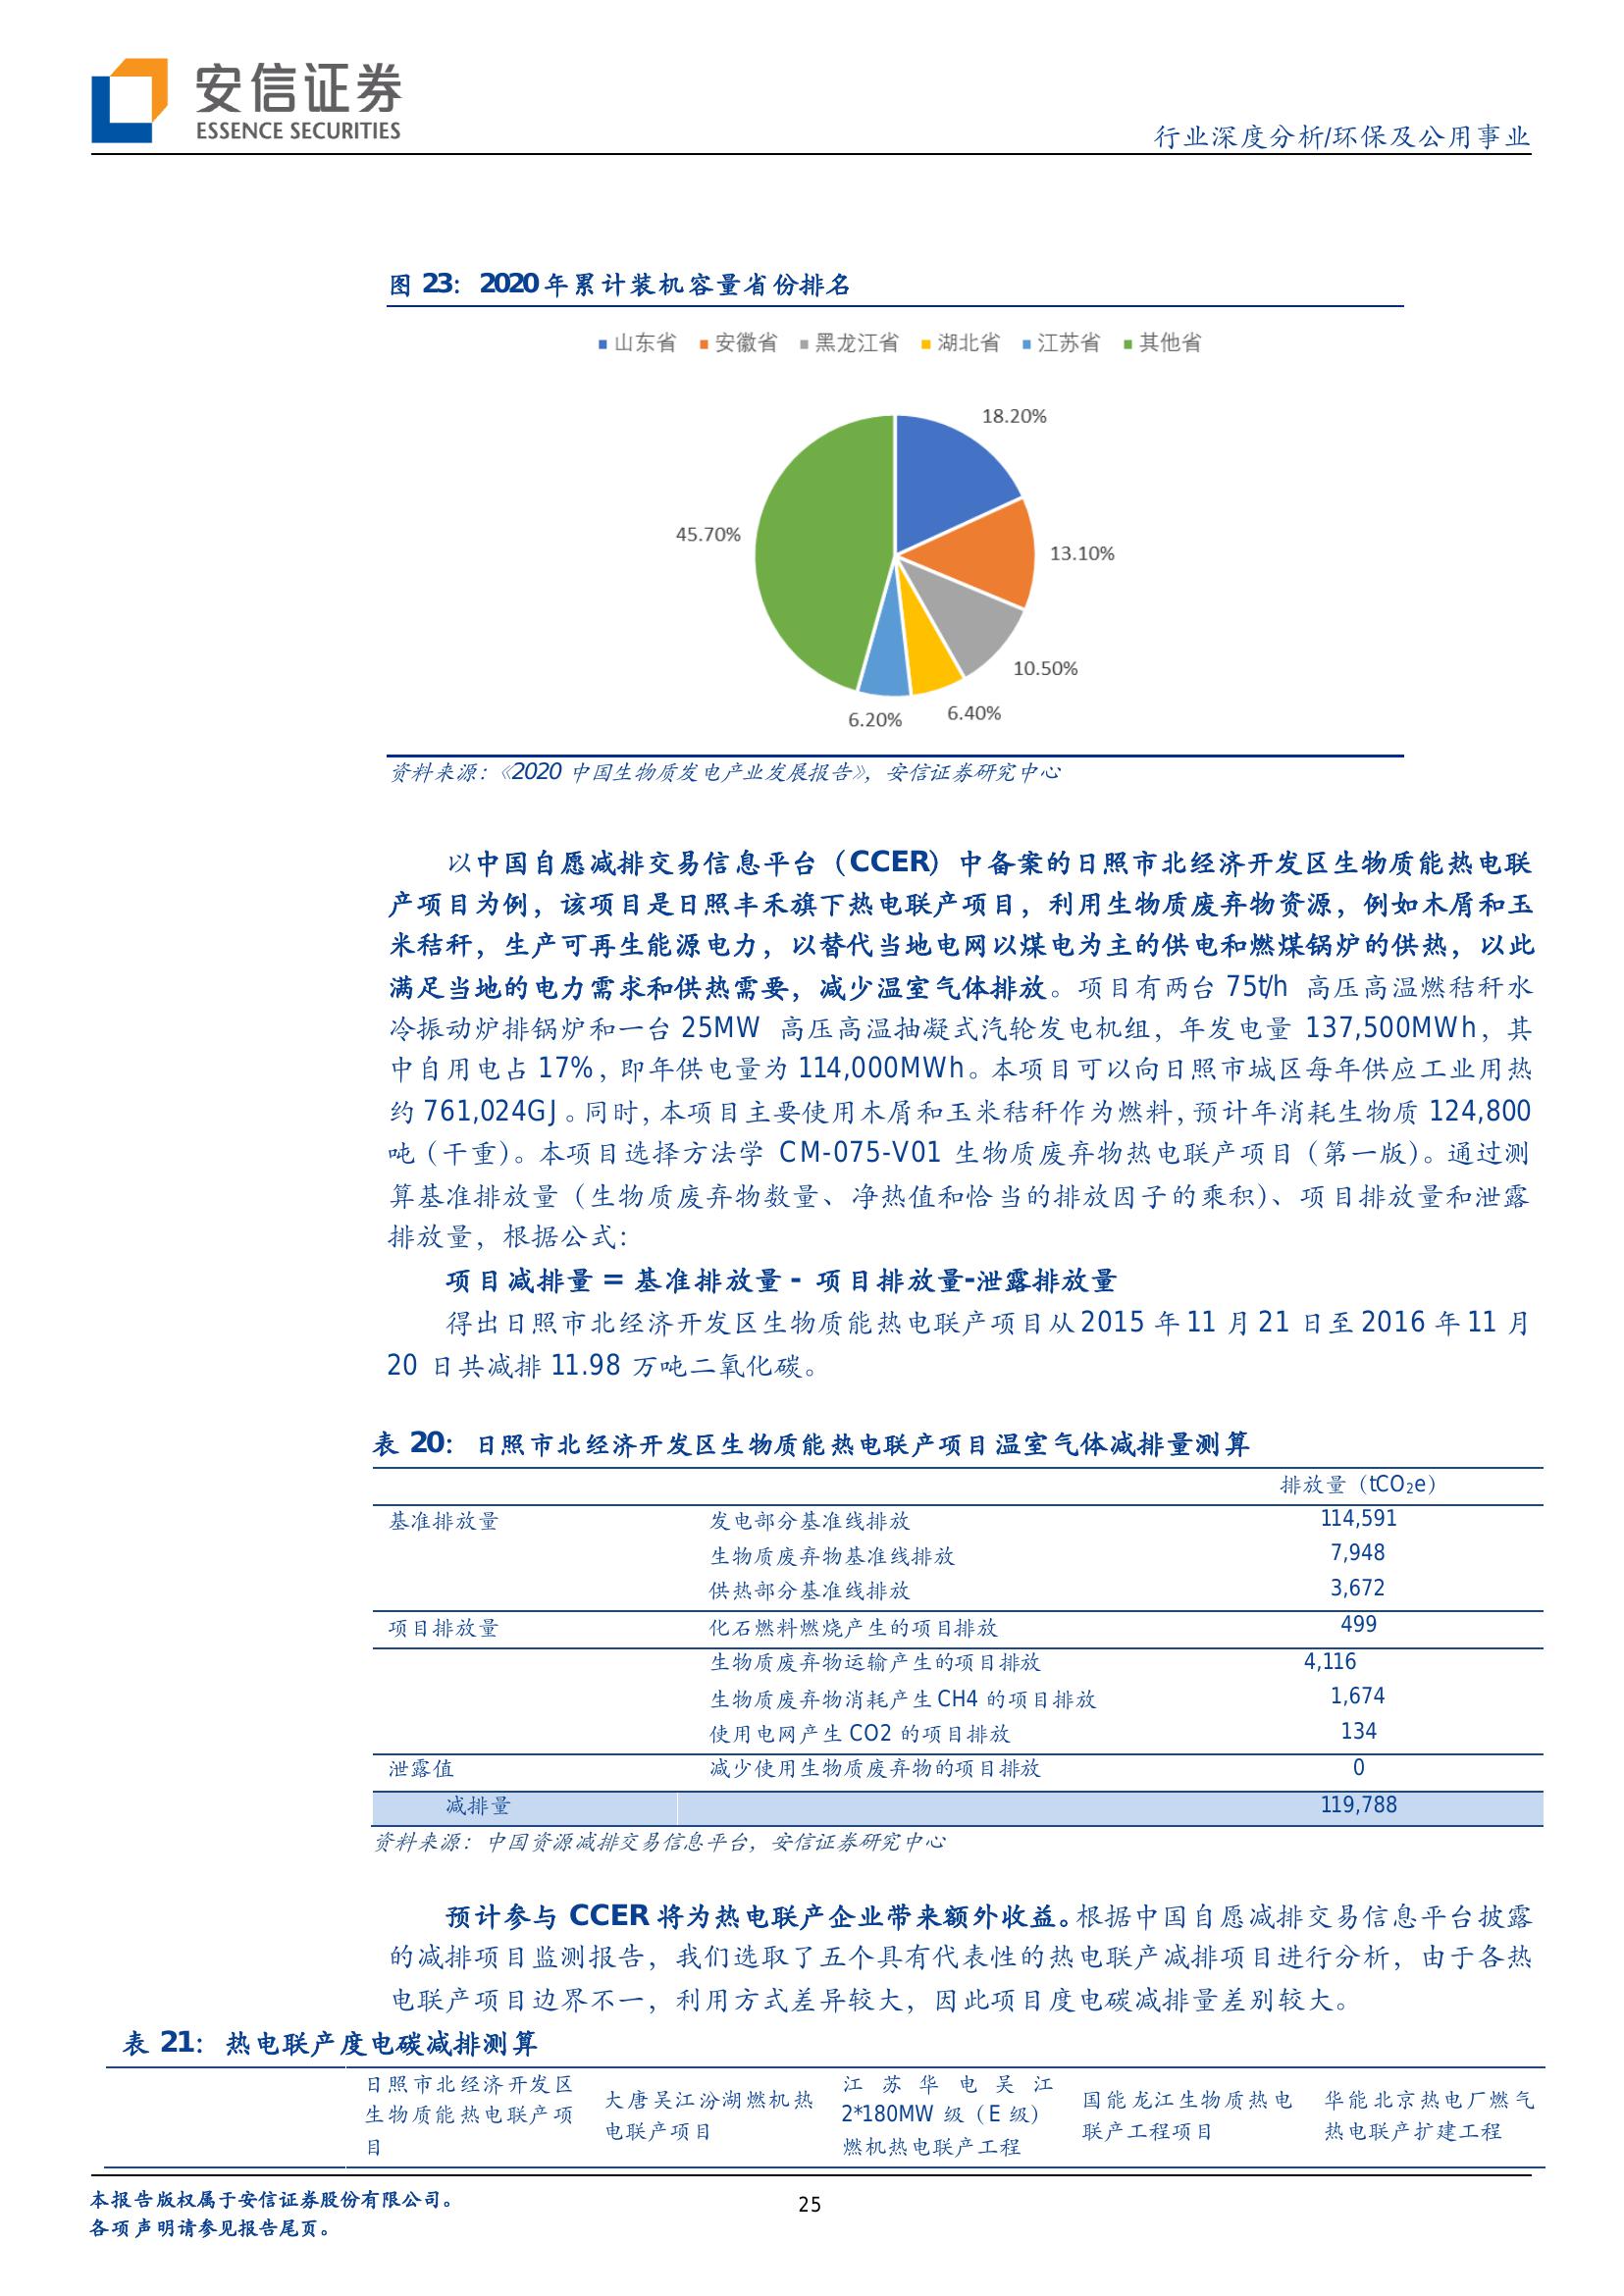 安信证券
ESSENCE SECURITIES
行业深度分析/环保及公用事业
图 23：2020 年累计装机容量省份排名
山东省 安徽省 黑龙江省 湖北省 江苏省 其他省
18.20%
45.70%
13.10%
10.50%
6.40%
6.20%
资料来源：《2020 中国生物质发电产业发展报告》，安信证券研究中心
以中国自愿减排交易信息平台（CCER）中备案的日照市北经济开发区生物质能热电联
产项目为例，该项目是日照丰禾旗下热电联产项目，利用生物质废弃物资源，例如木屑和玉
米秸秆，生产可再生能源电力，以替代当地电网以煤电为主的供电和燃煤锅炉的供热，以此
满足当地的电力需求和供热需要，减少温室气体排放。项目有两台 75t/h 高压高温燃秸秆水
冷振动炉排锅炉和一台 25MW 高压高温抽凝式汽轮发电机组，年发电量 137,500MWh，其
中自用电占 17%，即年供电量为 114,000MWh。本项目可以向日照市城区每年供应工业用热
约 761,024GJ。同时，本项目主要使用木屑和玉米秸秆作为燃料，预计年消耗生物质 124,800
吨（干重）。本项目选择方法学 CM-075-V01 生物质废弃物热电联产项目（第一版）。通过测
算基准排放量（生物质废弃物数量、净热值和恰当的排放因子的乘积）、项目排放量和泄露
排放量，根据公式：
项目减排量 = 基准排放量 - 项目排放量-泄露排放量
得出日照市北经济开发区生物质能热电联产项目从 2015 年 11 月 21 日至 2016 年 11 月
20 日共减排 11.98 万吨二氧化碳。
表 20：日照市北经济开发区生物质能热电联产项目温室气体减排量测算
排放量（tCO₂e）
基准排放量 发电部分基准线排放 114,591
生物质废弃物基准线排放 7,948
供热部分基准线排放 3,672
项目排放量 化石燃料燃烧产生的项目排放 499
生物质废弃物运输产生的项目排放 4,116
生物质废弃物消耗产生 CH4 的项目排放 1,674
使用电网产生 CO2 的项目排放 134
泄露值 减少使用生物质废弃物的项目排放 0
减排量 119,788
资料来源：中国资源减排交易信息平台，安信证券研究中心
预计参与 CCER 将为热电联产企业带来额外收益。根据中国自愿减排交易信息平台披露
的减排项目监测报告，我们选取了五个具有代表性的热电联产减排项目进行分析，由于各热
电联产项目边界不一，利用方式差异较大，因此项目度电碳减排量差别较大。
表 21：热电联产度电碳减排测算
日照市北经济开发区
生物质能热电联产项
目
大唐吴江汾湖燃机热
电联产项目
江苏华电吴江
2*180MW 级（E 级）
燃机热电联产工程
国能龙江生物质热电
联产工程项目
华能北京热电厂燃气
热电联产扩建工程
本报告版权属于安信证券股份有限公司。
各项声明请参见报告尾页。
25